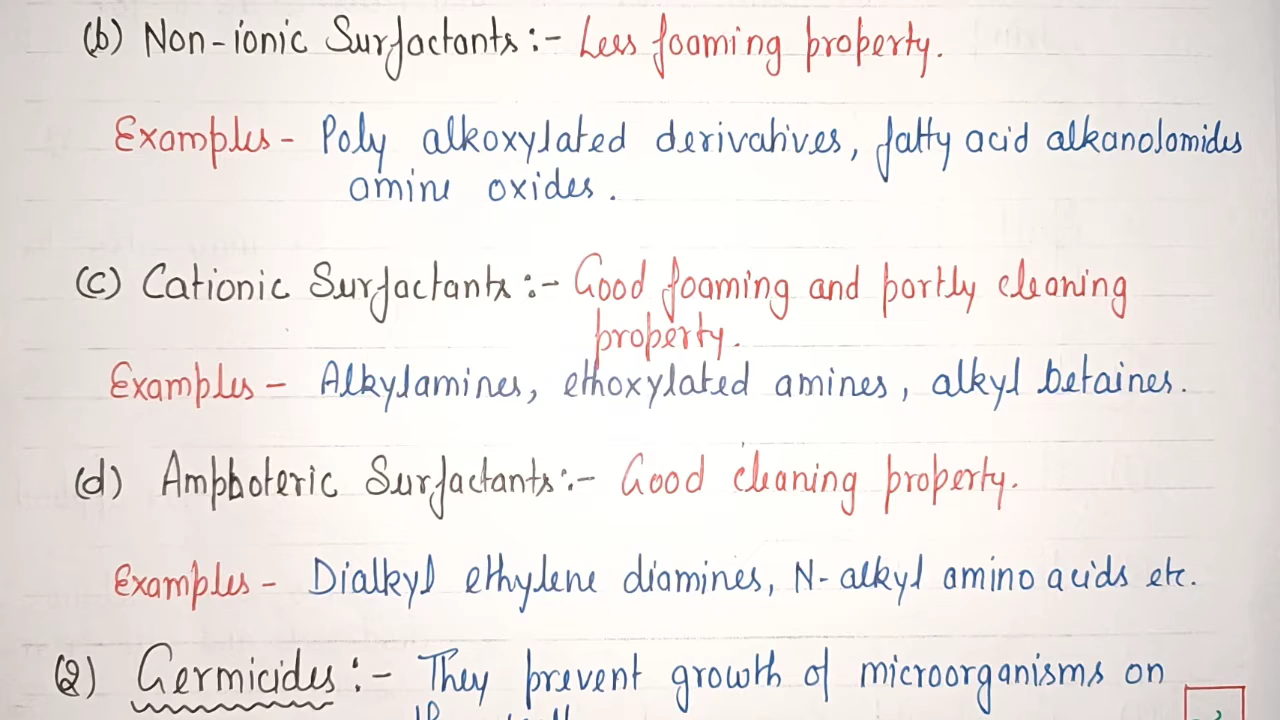 (b) Non-ionic Surfactants :- Less foaming property.
Examples - Poly alkoxylated derivatives, fatty acid alkanolomides
amine oxides.
(c) Cationic Surfactants :- Good foaming and partly cleaning
property.
Examples - Alkylamines, ethoxylated amines, alkyl betaines.
(d) Amphoteric Surfactants :- Good cleaning property.
Examples - Dialkyl ethylene diamines, N-alkyl amino acids etc.
(2) Germicides :- They prevent growth of microorganisms on